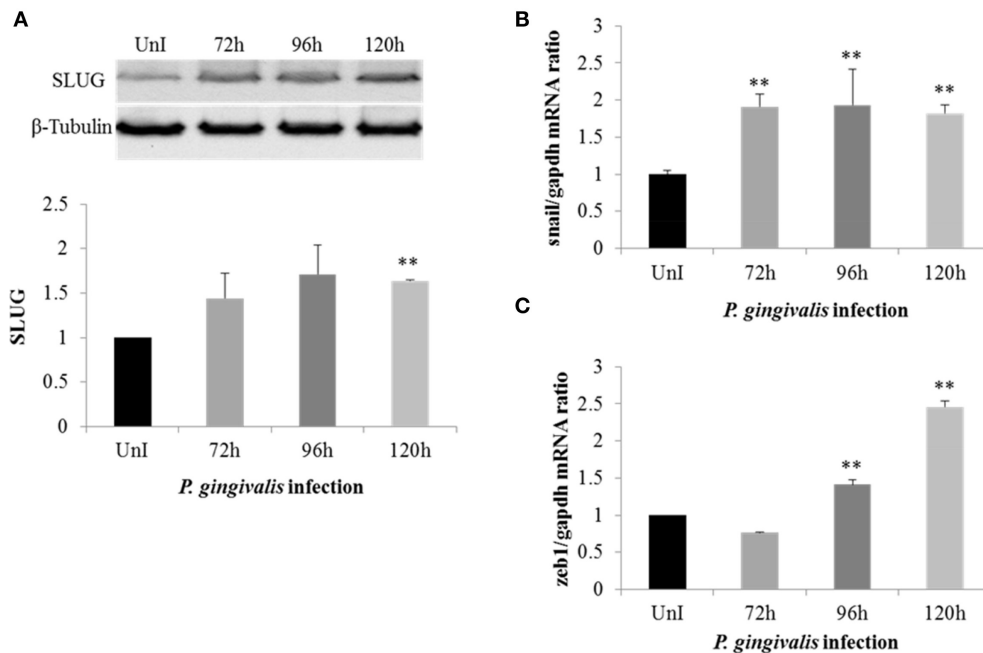 A
UnI 72h 96h 120h
SLUG
β-Tubulin
2.5
2
1.5
1
0.5
0
SLUG
**
UnI 72h 96h 120h
P. gingivalis infection
B
3
2.5
2
1.5
1
0.5
0
snail/gapdh mRNA ratio
** ** **
UnI 72h 96h 120h
P. gingivalis infection
C
3
2.5
2
1.5
1
0.5
0
zeb1/gapdh mRNA ratio
** **
UnI 72h 96h 120h
P. gingivalis infection